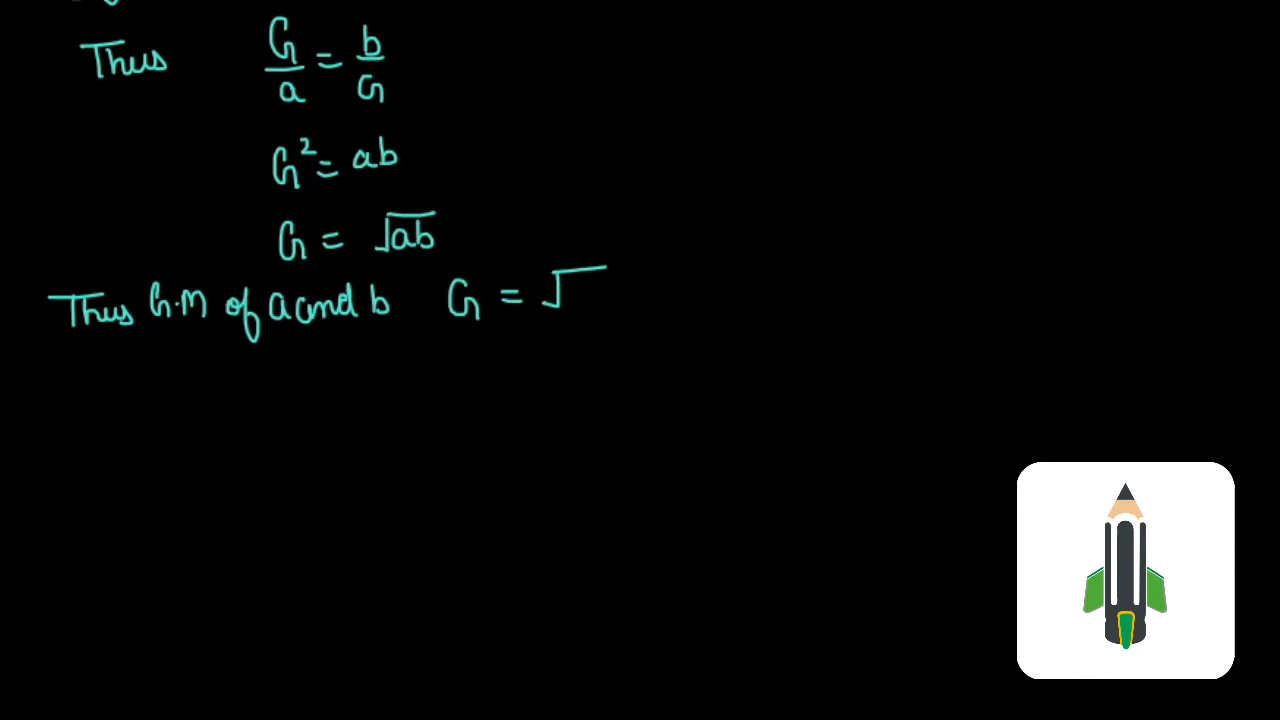 Thus G/a = b/G
G² = ab
G = √ab
Thus G.M of a and b G = √